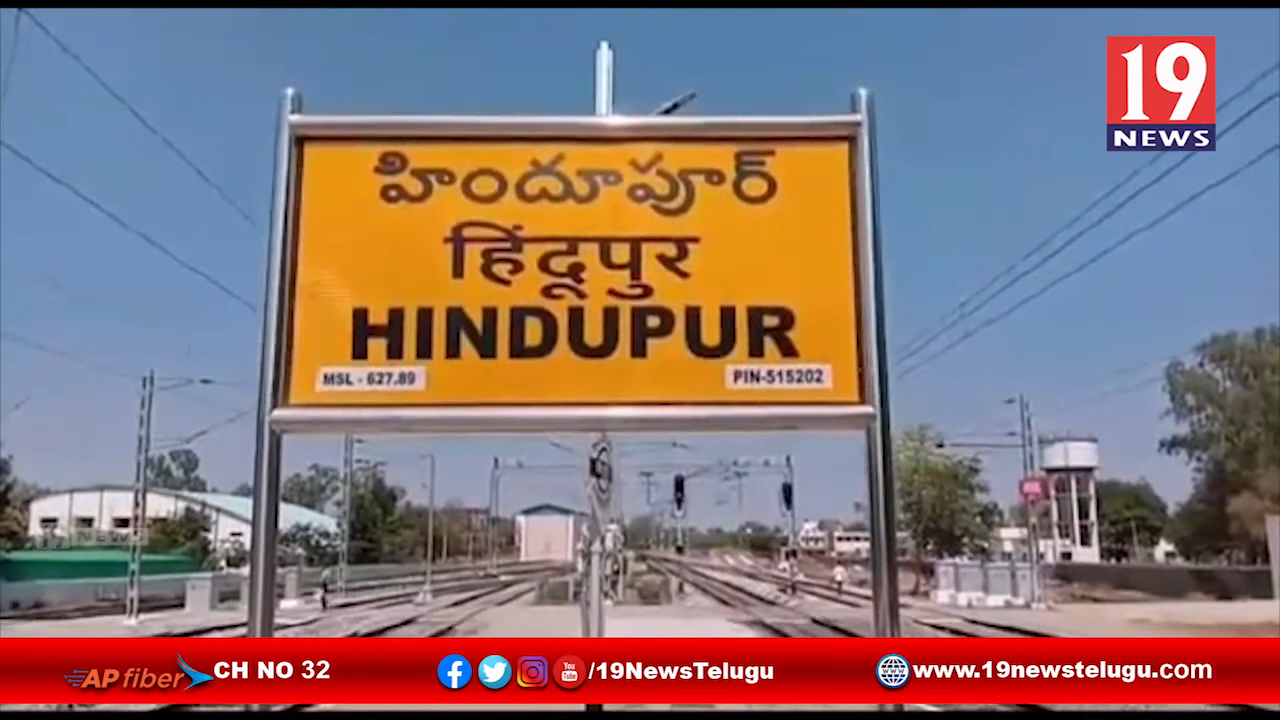 19
NEWS
హిందూపూర్
हिंदूपुर
HINDUPUR
MSL - 627.89
PIN-515202
AP fiber CH NO 32
/19NewsTelugu
www.19newstelugu.com